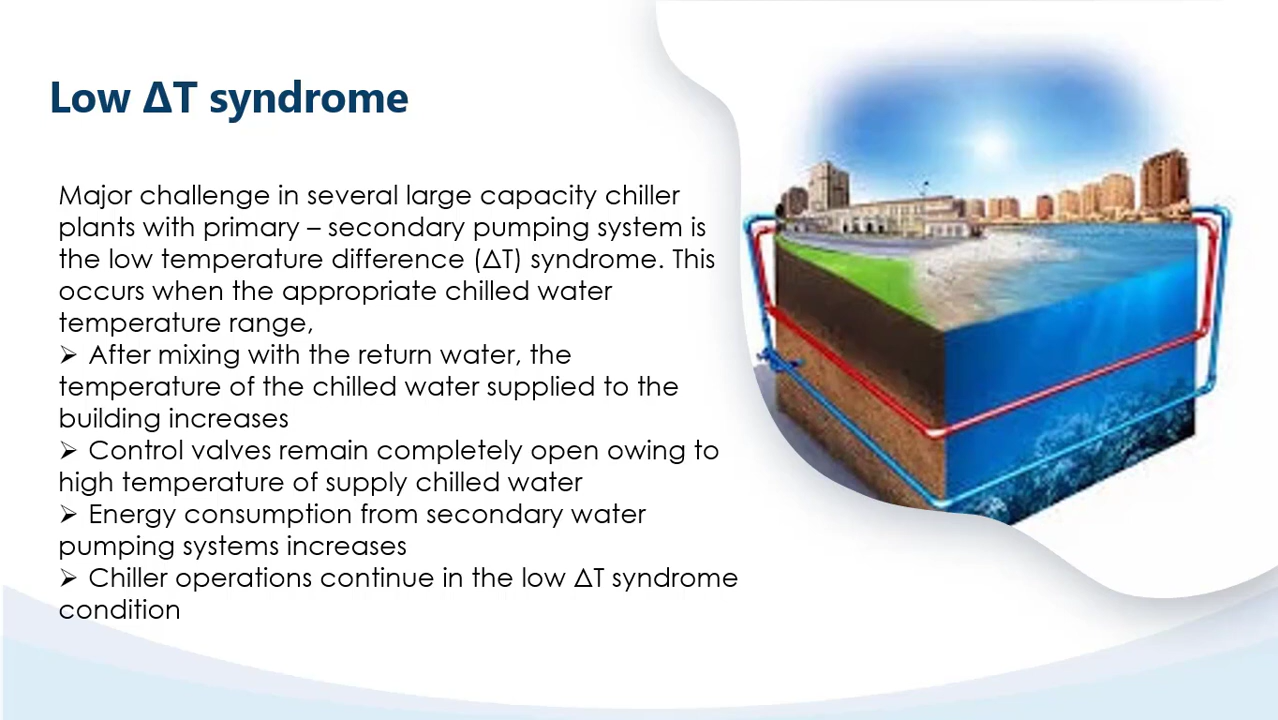 Low ΔT syndrome
Major challenge in several large capacity chiller
plants with primary – secondary pumping system is
the low temperature difference (ΔT) syndrome. This
occurs when the appropriate chilled water
temperature range,
➢ After mixing with the return water, the
temperature of the chilled water supplied to the
building increases
➢ Control valves remain completely open owing to
high temperature of supply chilled water
➢ Energy consumption from secondary water
pumping systems increases
➢ Chiller operations continue in the low ΔT syndrome
condition